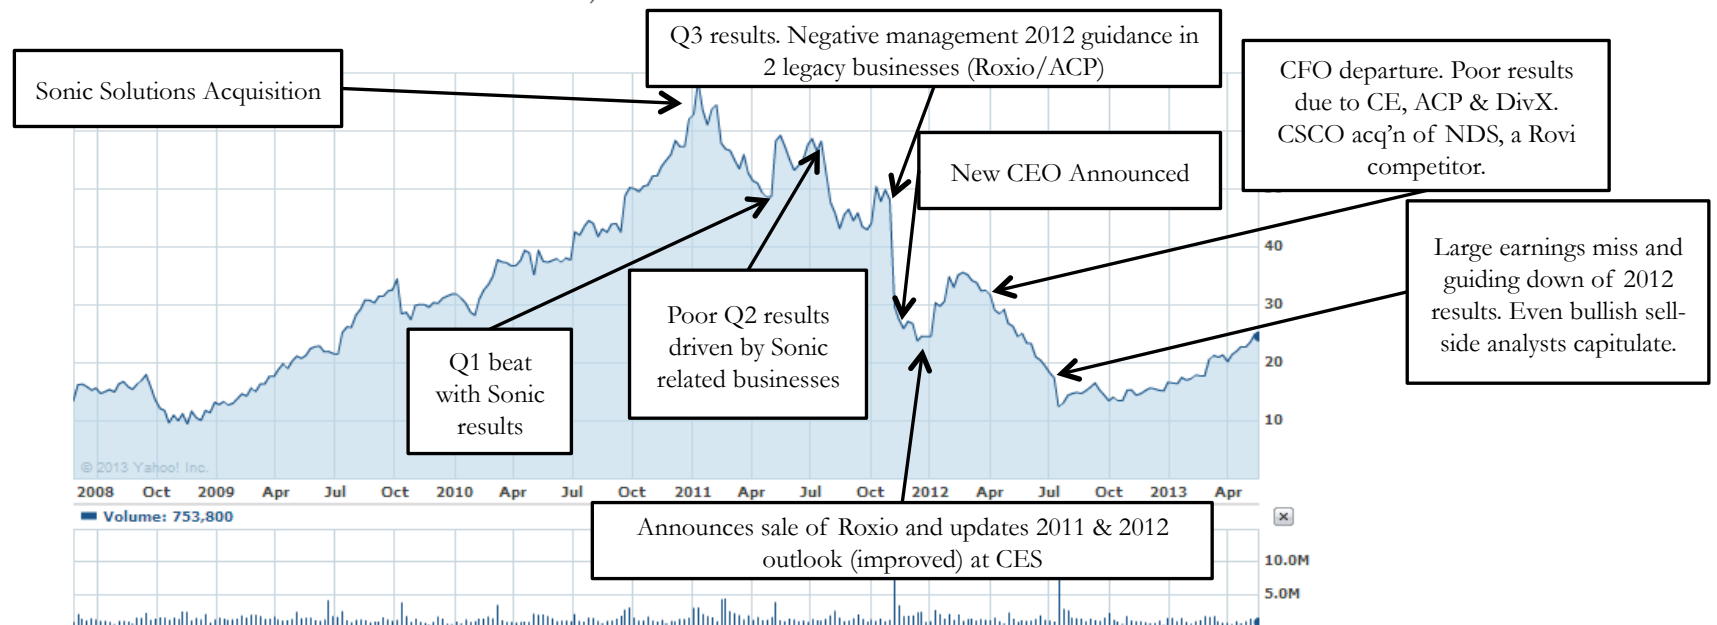 Q3 results. Negative management 2012 guidance in
2 legacy businesses (Roxio/ACP)
Sonic Solutions Acquisition
CFO departure. Poor results
due to CE, ACP & DivX.
CSCO acq'n of NDS, a Rovi
competitor.
New CEO Announced
Large earnings miss and
guiding down of 2012
results. Even bullish sell-
side analysts capitulate.
Poor Q2 results
driven by Sonic
related businesses
Q1 beat
with Sonic
results
40
30
20
10
© 2013 Yahoo! Inc.
2008 Oct 2009 Apr Jul Oct 2010 Apr Jul Oct 2011 Apr Jul Oct 2012 Apr Jul Oct 2013 Apr
Volume: 753,800
Announces sale of Roxio and updates 2011 & 2012
outlook (improved) at CES
10.0M
5.0M